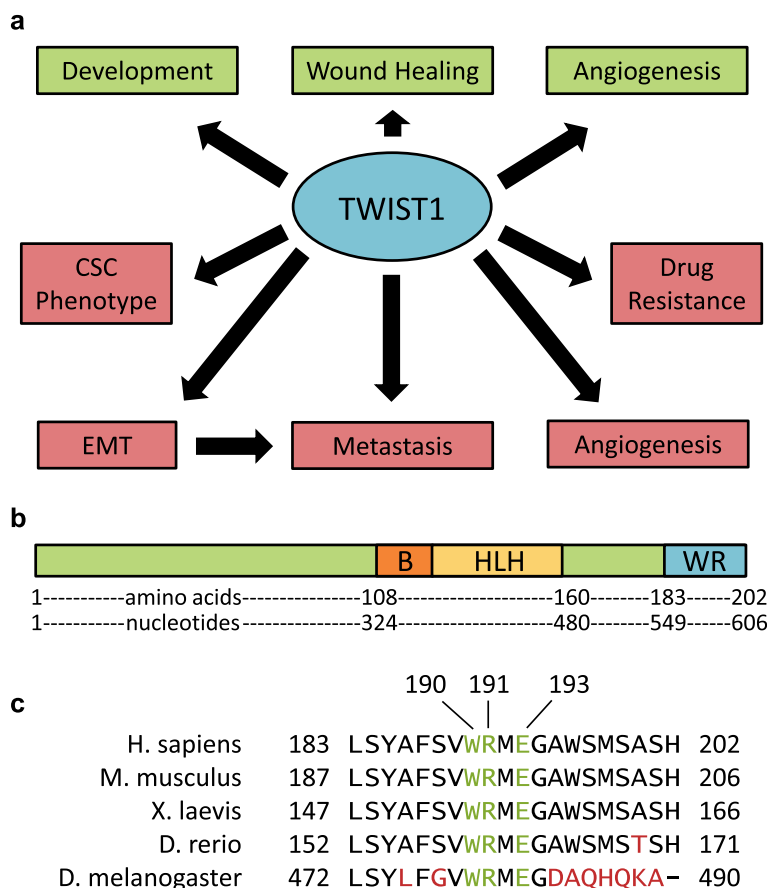 a
Development Wound Healing Angiogenesis
TWIST1
CSC
Phenotype
Drug
Resistance
EMT Metastasis Angiogenesis
b
B HLH WR
1-----------amino acids---------------108--------------------160--------183------202
1-----------nucleotides---------------324--------------------480--------549------606
190 191 193
c
H. sapiens 183 LSYAFSVWRMEGAWSMSASH 202
M. musculus 187 LSYAFSVWRMEGAWSMSASH 206
X. laevis 147 LSYAFSVWRMEGAWSMSASH 166
D. rerio 152 LSYAFSVWRMEGAWSMSTSH 171
D. melanogaster 472 LSYLFGVWRMEGDAQHQKA– 490